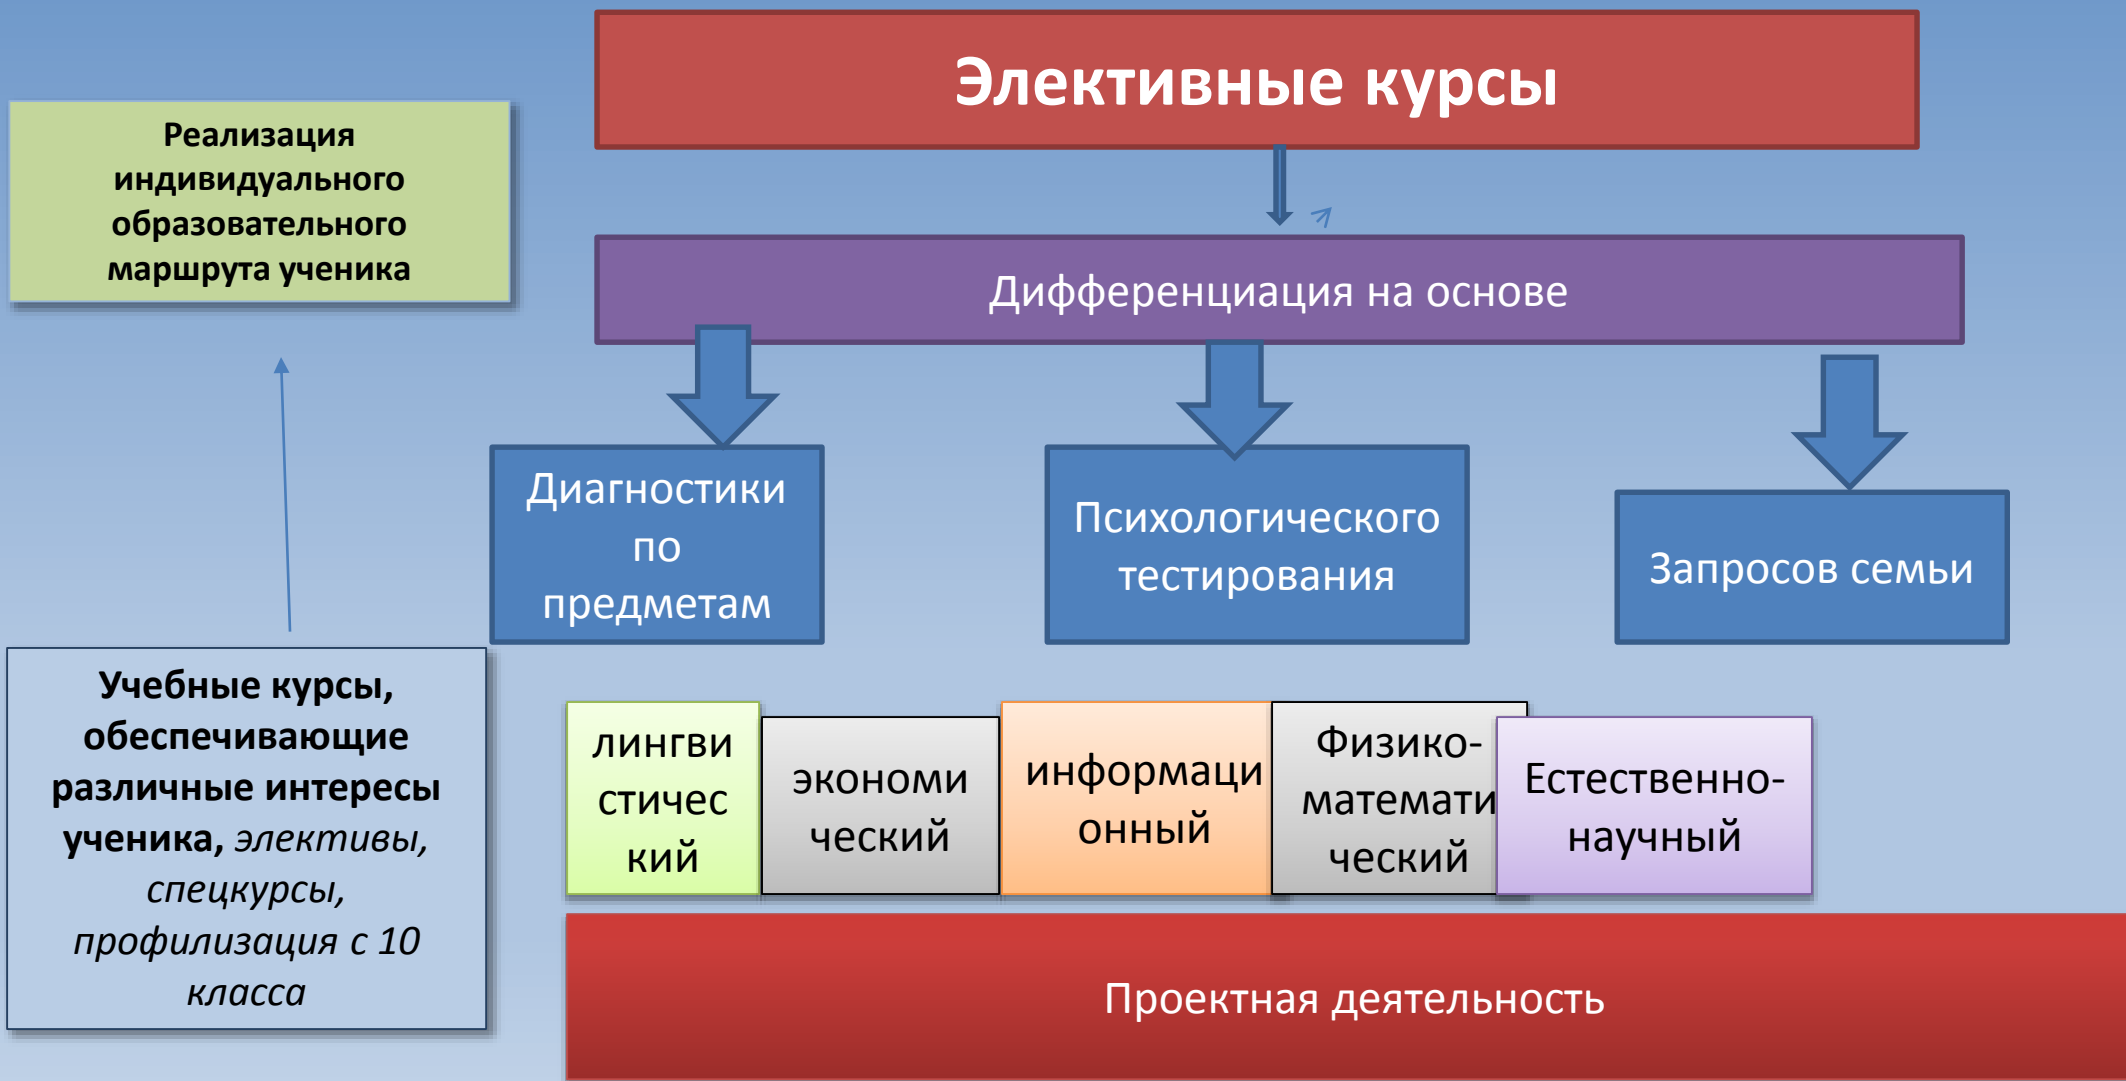 Элективные курсы
Реализация
индивидуального
образовательного
маршрута ученика
Дифференциация на основе
Диагностики
по
предметам
Психологического
тестирования
Запросов семьи
Учебные курсы,
обеспечивающие
различные интересы
ученика, элективы,
спецкурсы,
профилизация с 10
класса
лингви
стичес
кий
экономи
ческий
информаци
онный
Физико-
математи
ческий
Естественно-
научный
Проектная деятельность